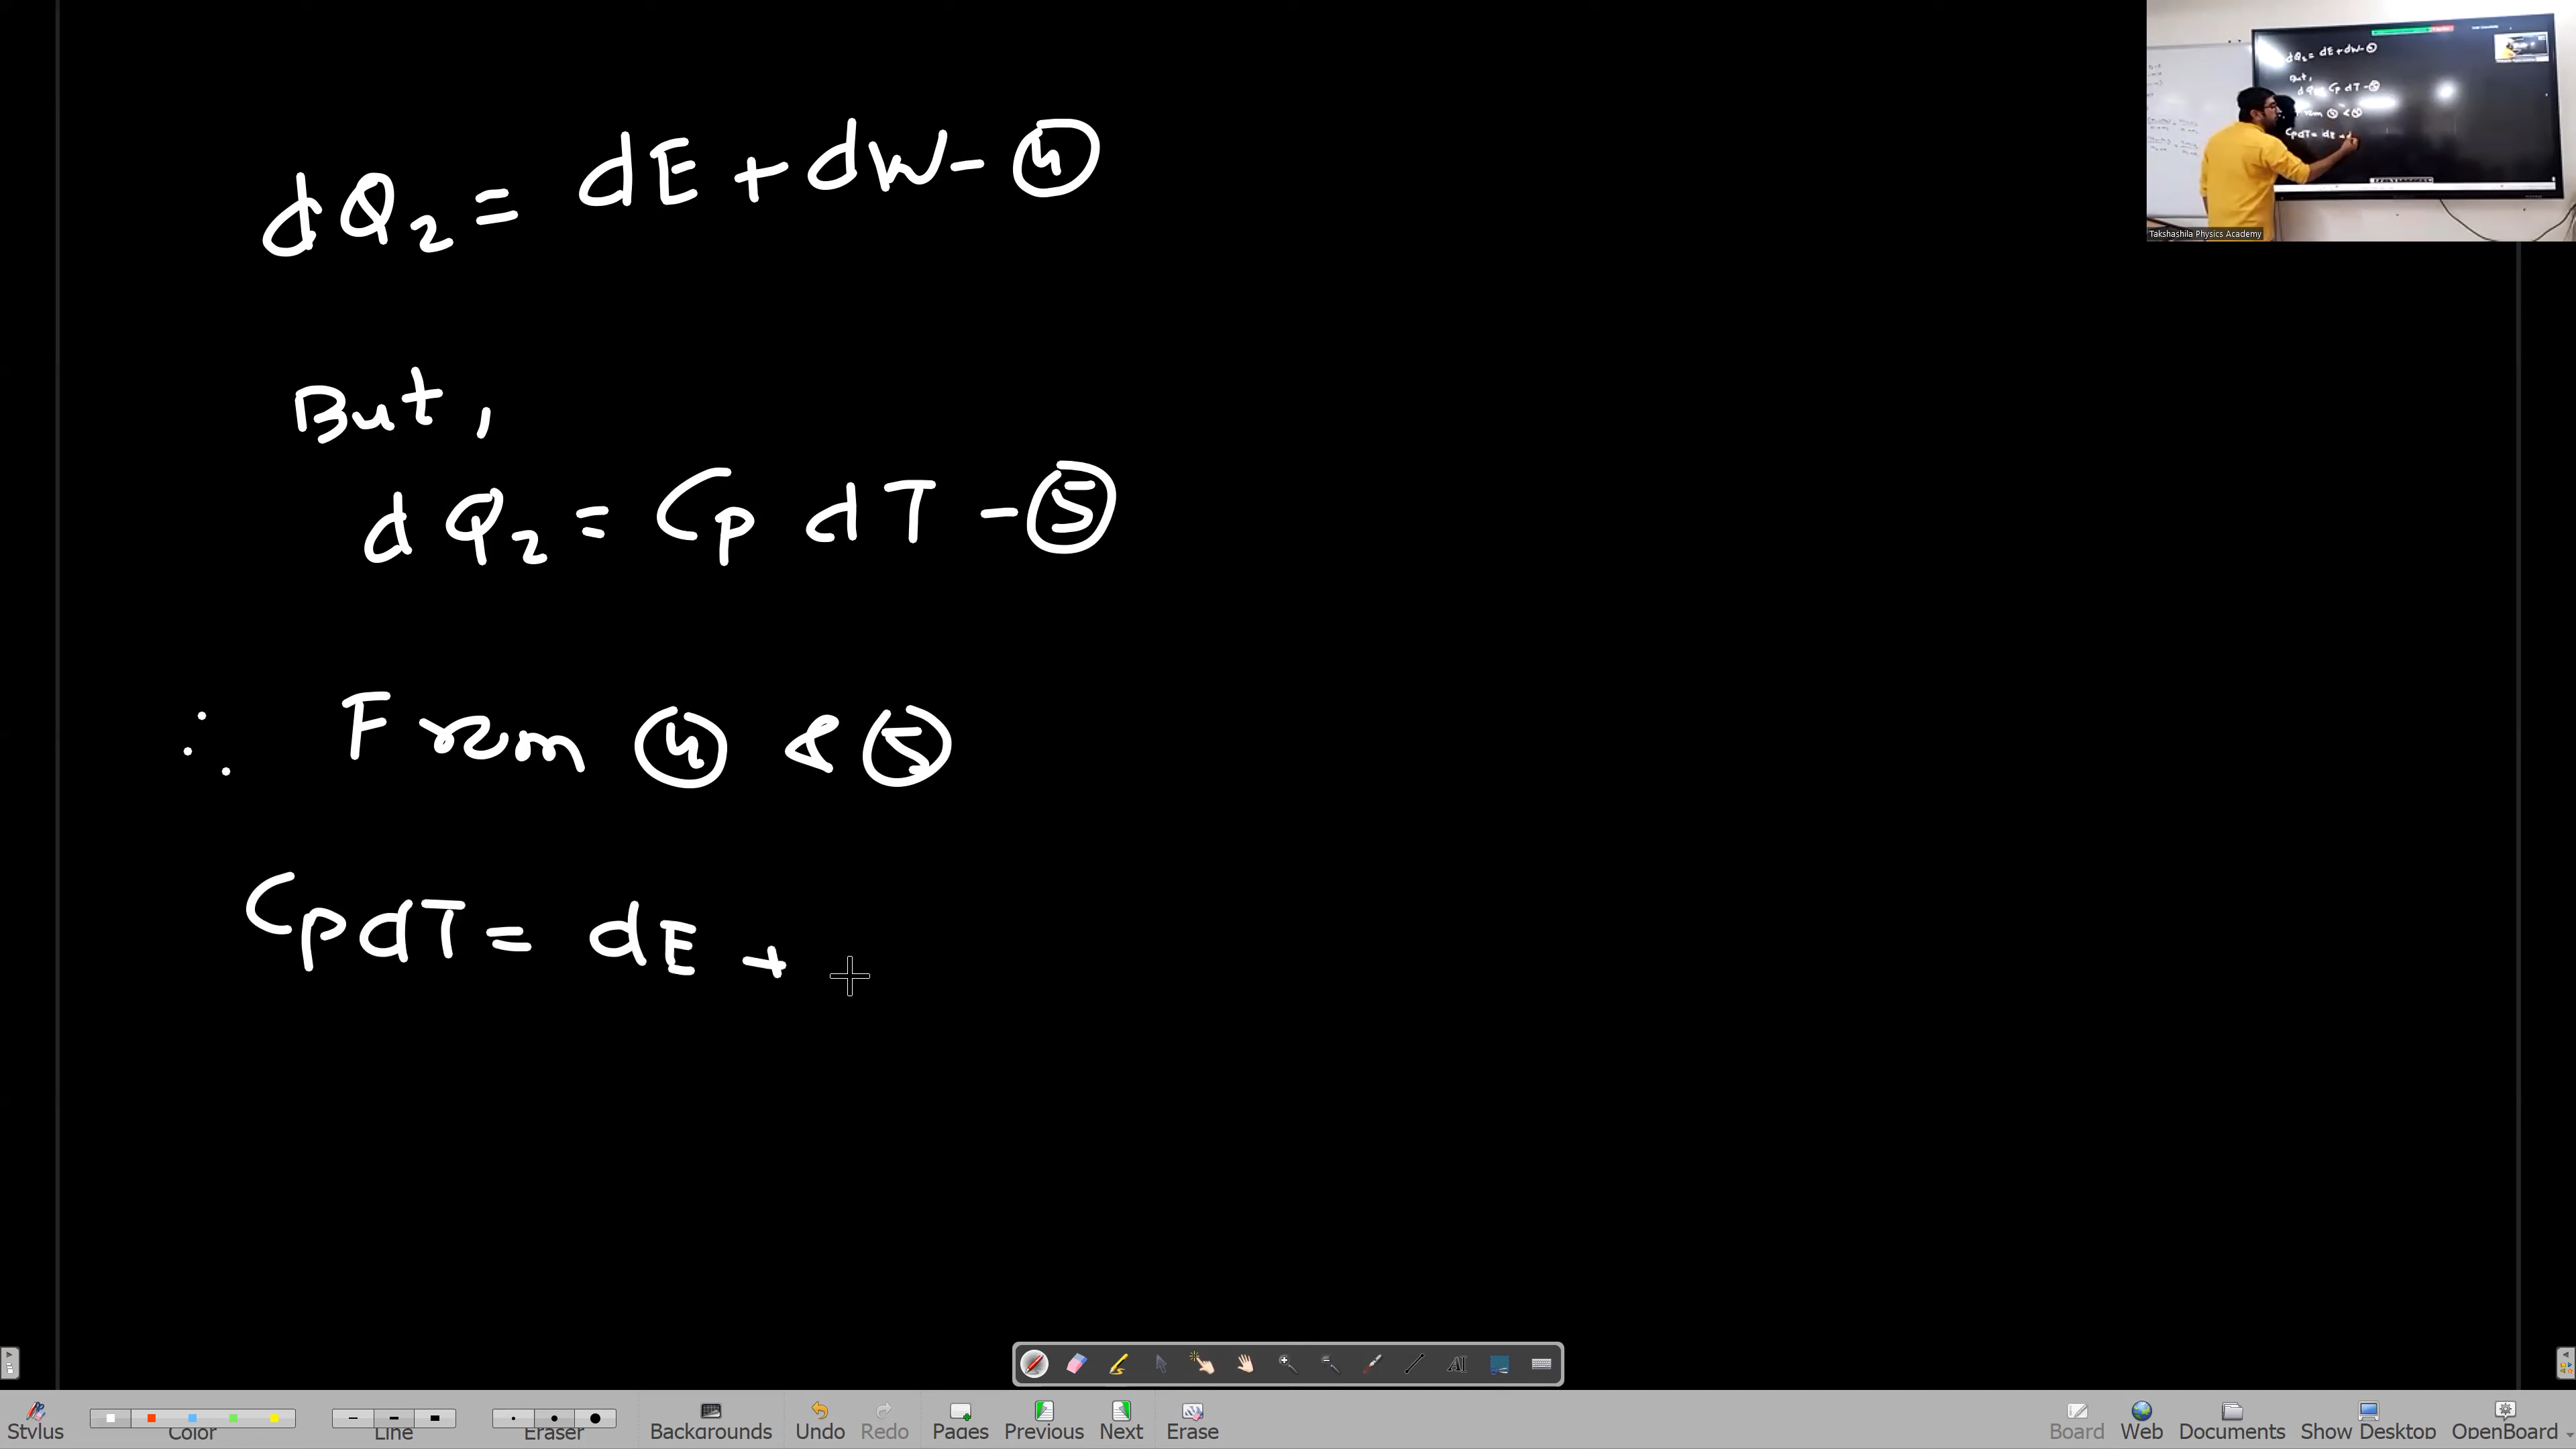 dQ₂ = dE + dW - ④
But,
dQ₂ = Cp dT - ⑤
∴ From ④ & ⑤
CpdT = dE +
Takshashila Physics Academy
Stylus Color Line Eraser Backgrounds Undo Redo Pages Previous Next Erase Board Web Documents Show Desktop OpenBoard